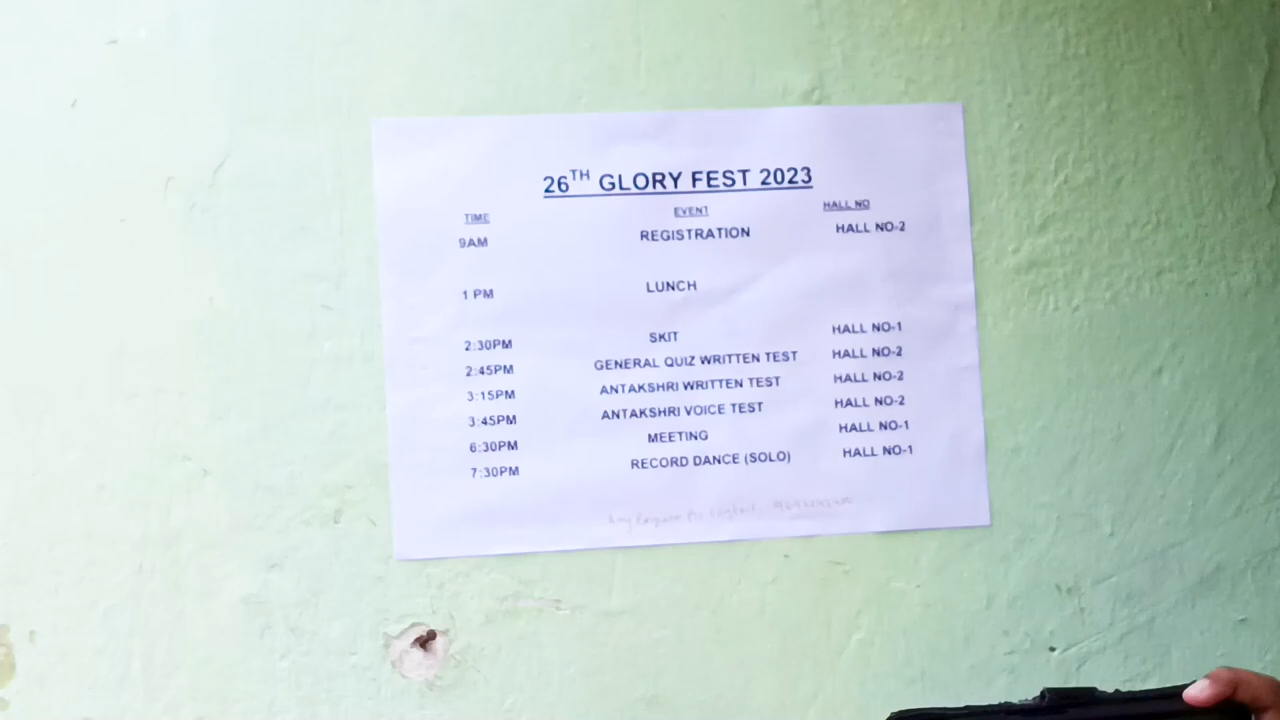 26TH GLORY FEST 2023
TIME EVENT HALL NO
9AM REGISTRATION HALL NO-2
1 PM LUNCH
2:30PM SKIT HALL NO-1
2:45PM GENERAL QUIZ WRITTEN TEST HALL NO-2
3:15PM ANTAKSHRI WRITTEN TEST HALL NO-2
3:45PM ANTAKSHRI VOICE TEST HALL NO-2
6:30PM MEETING HALL NO-1
7:30PM RECORD DANCE (SOLO) HALL NO-1
Any